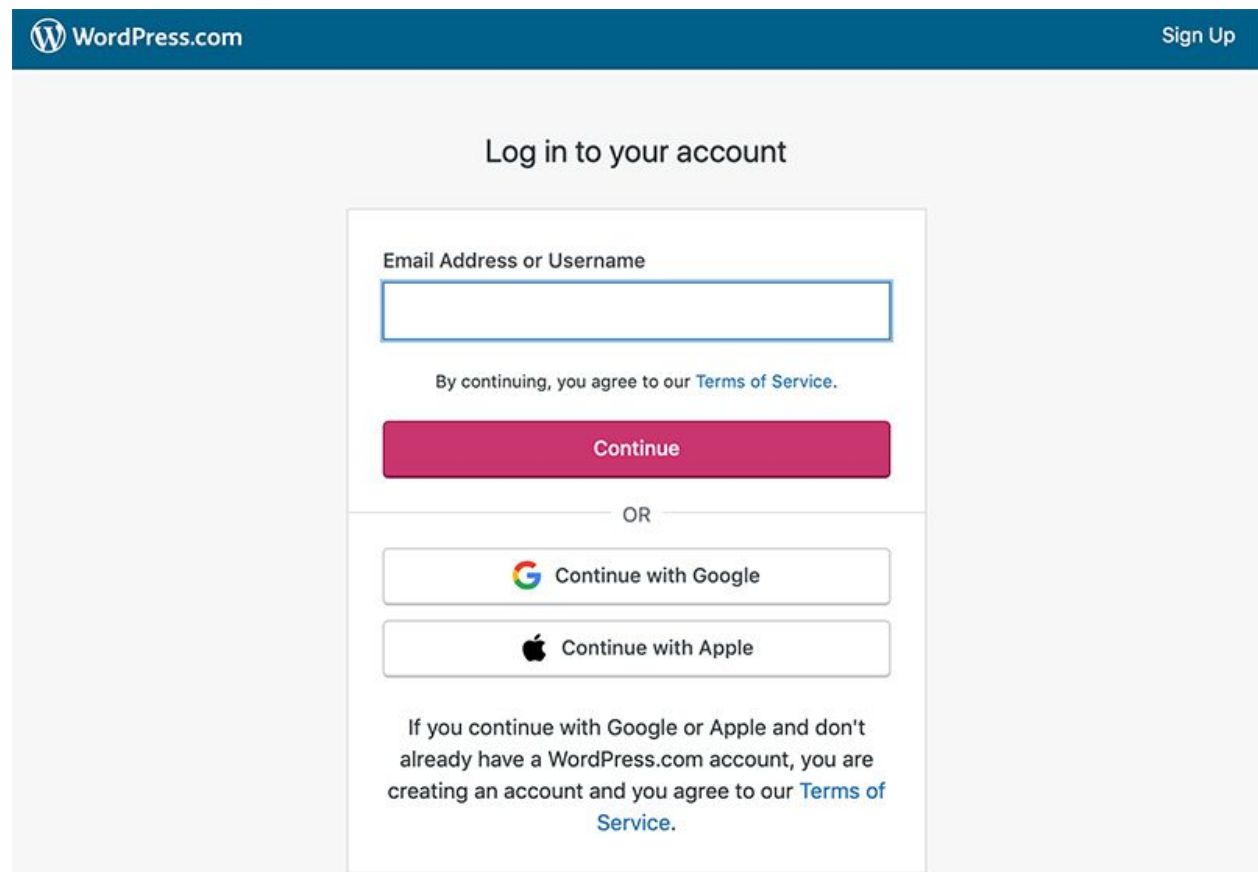 WordPress.com
Sign Up
Log in to your account
Email Address or Username
By continuing, you agree to our Terms of Service.
Continue
OR
Continue with Google
Continue with Apple
If you continue with Google or Apple and don't
already have a WordPress.com account, you are
creating an account and you agree to our Terms of
Service.